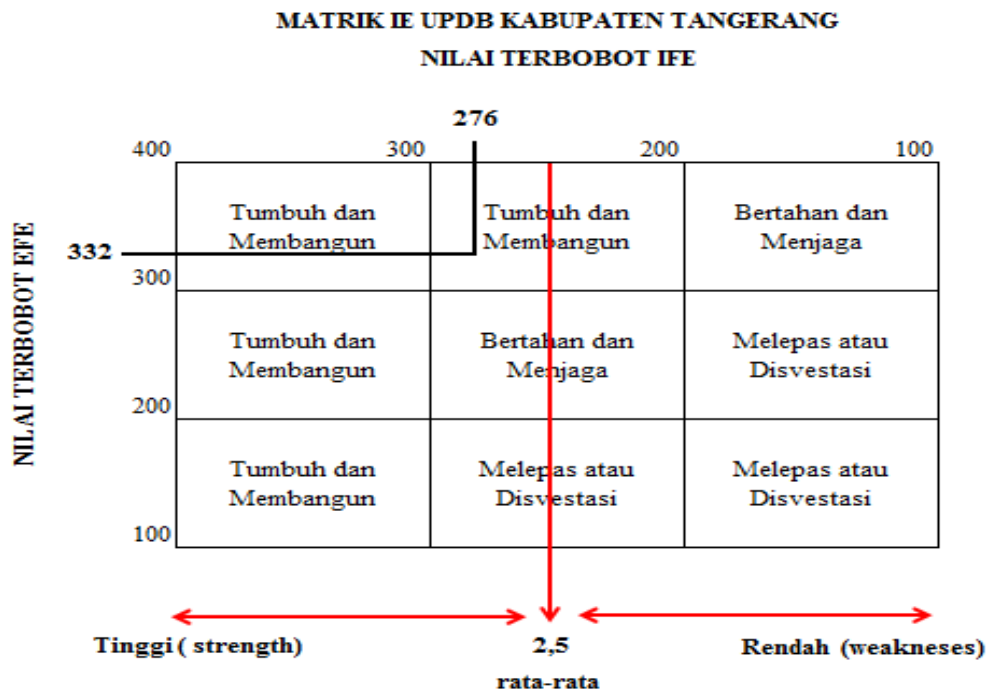 MATRIK IE UPDB KABUPATEN TANGERANG
NILAI TERBOBOT IFE
276
400 300 200 100
NILAI TERBOBOT EFE
Tumbuh dan
Membangun
Tumbuh dan
Membangun
Bertahan dan
Menjaga
332
300
Tumbuh dan
Membangun
Bertahan dan
Menjaga
Melepas atau
Disvestasi
200
Tumbuh dan
Membangun
Melepas atau
Disvestasi
Melepas atau
Disvestasi
100
Tinggi ( strength)
2,5
rata-rata
Rendah (weakneses)